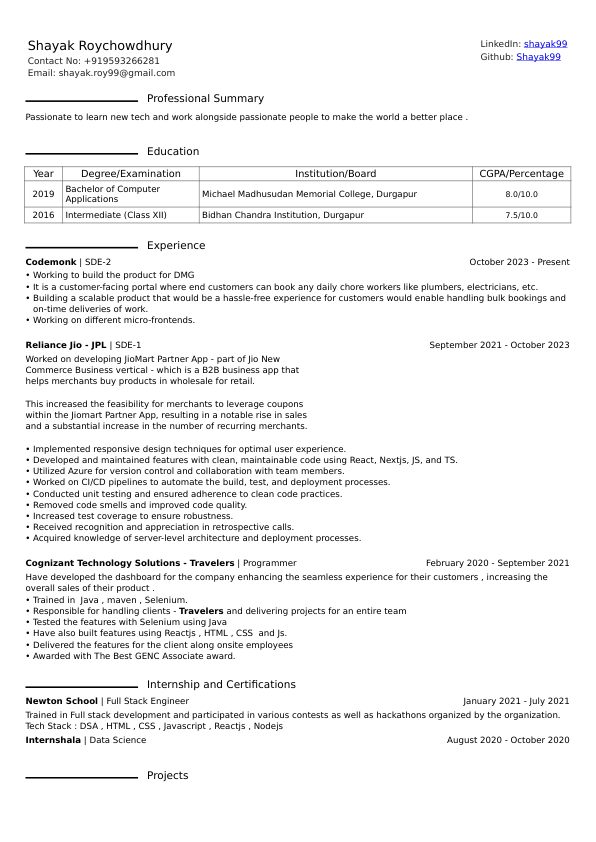 Shayak Roychowdhury
Contact No: +919593266281
Email: shayak.roy99@gmail.com
LinkedIn: shayak99
Github: Shayak99
Professional Summary
Passionate to learn new tech and work alongside passionate people to make the world a better place .
Education
Year Degree/Examination Institution/Board CGPA/Percentage
2019 Bachelor of Computer Applications Michael Madhusudan Memorial College, Durgapur 8.0/10.0
2016 Intermediate (Class XII) Bidhan Chandra Institution, Durgapur 7.5/10.0
Experience
Codemonk | SDE-2 October 2023 - Present
• Working to build the product for DMG
• It is a customer-facing portal where end customers can book any daily chore workers like plumbers, electricians, etc.
• Building a scalable product that would be a hassle-free experience for customers would enable handling bulk bookings and
on-time deliveries of work.
• Working on different micro-frontends.
Reliance Jio - JPL | SDE-1 September 2021 - October 2023
Worked on developing JioMart Partner App - part of Jio New
Commerce Business vertical - which is a B2B business app that
helps merchants buy products in wholesale for retail.
This increased the feasibility for merchants to leverage coupons
within the Jiomart Partner App, resulting in a notable rise in sales
and a substantial increase in the number of recurring merchants.
• Implemented responsive design techniques for optimal user experience.
• Developed and maintained features with clean, maintainable code using React, Nextjs, JS, and TS.
• Utilized Azure for version control and collaboration with team members.
• Worked on CI/CD pipelines to automate the build, test, and deployment processes.
• Conducted unit testing and ensured adherence to clean code practices.
• Removed code smells and improved code quality.
• Increased test coverage to ensure robustness.
• Received recognition and appreciation in retrospective calls.
• Acquired knowledge of server-level architecture and deployment processes.
Cognizant Technology Solutions - Travelers | Programmer February 2020 - September 2021
Have developed the dashboard for the company enhancing the seamless experience for their customers , increasing the
overall sales of their product .
• Trained in  Java , maven , Selenium.
• Responsible for handling clients - Travelers and delivering projects for an entire team
• Tested the features with Selenium using Java
• Have also built features using Reactjs , HTML , CSS  and Js.
• Delivered the features for the client along onsite employees
• Awarded with The Best GENC Associate award.
Internship and Certifications
Newton School | Full Stack Engineer January 2021 - July 2021
Trained in Full stack development and participated in various contests as well as hackathons organized by the organization.
Tech Stack : DSA , HTML , CSS , Javascript , Reactjs , Nodejs
Internshala | Data Science August 2020 - October 2020
Projects